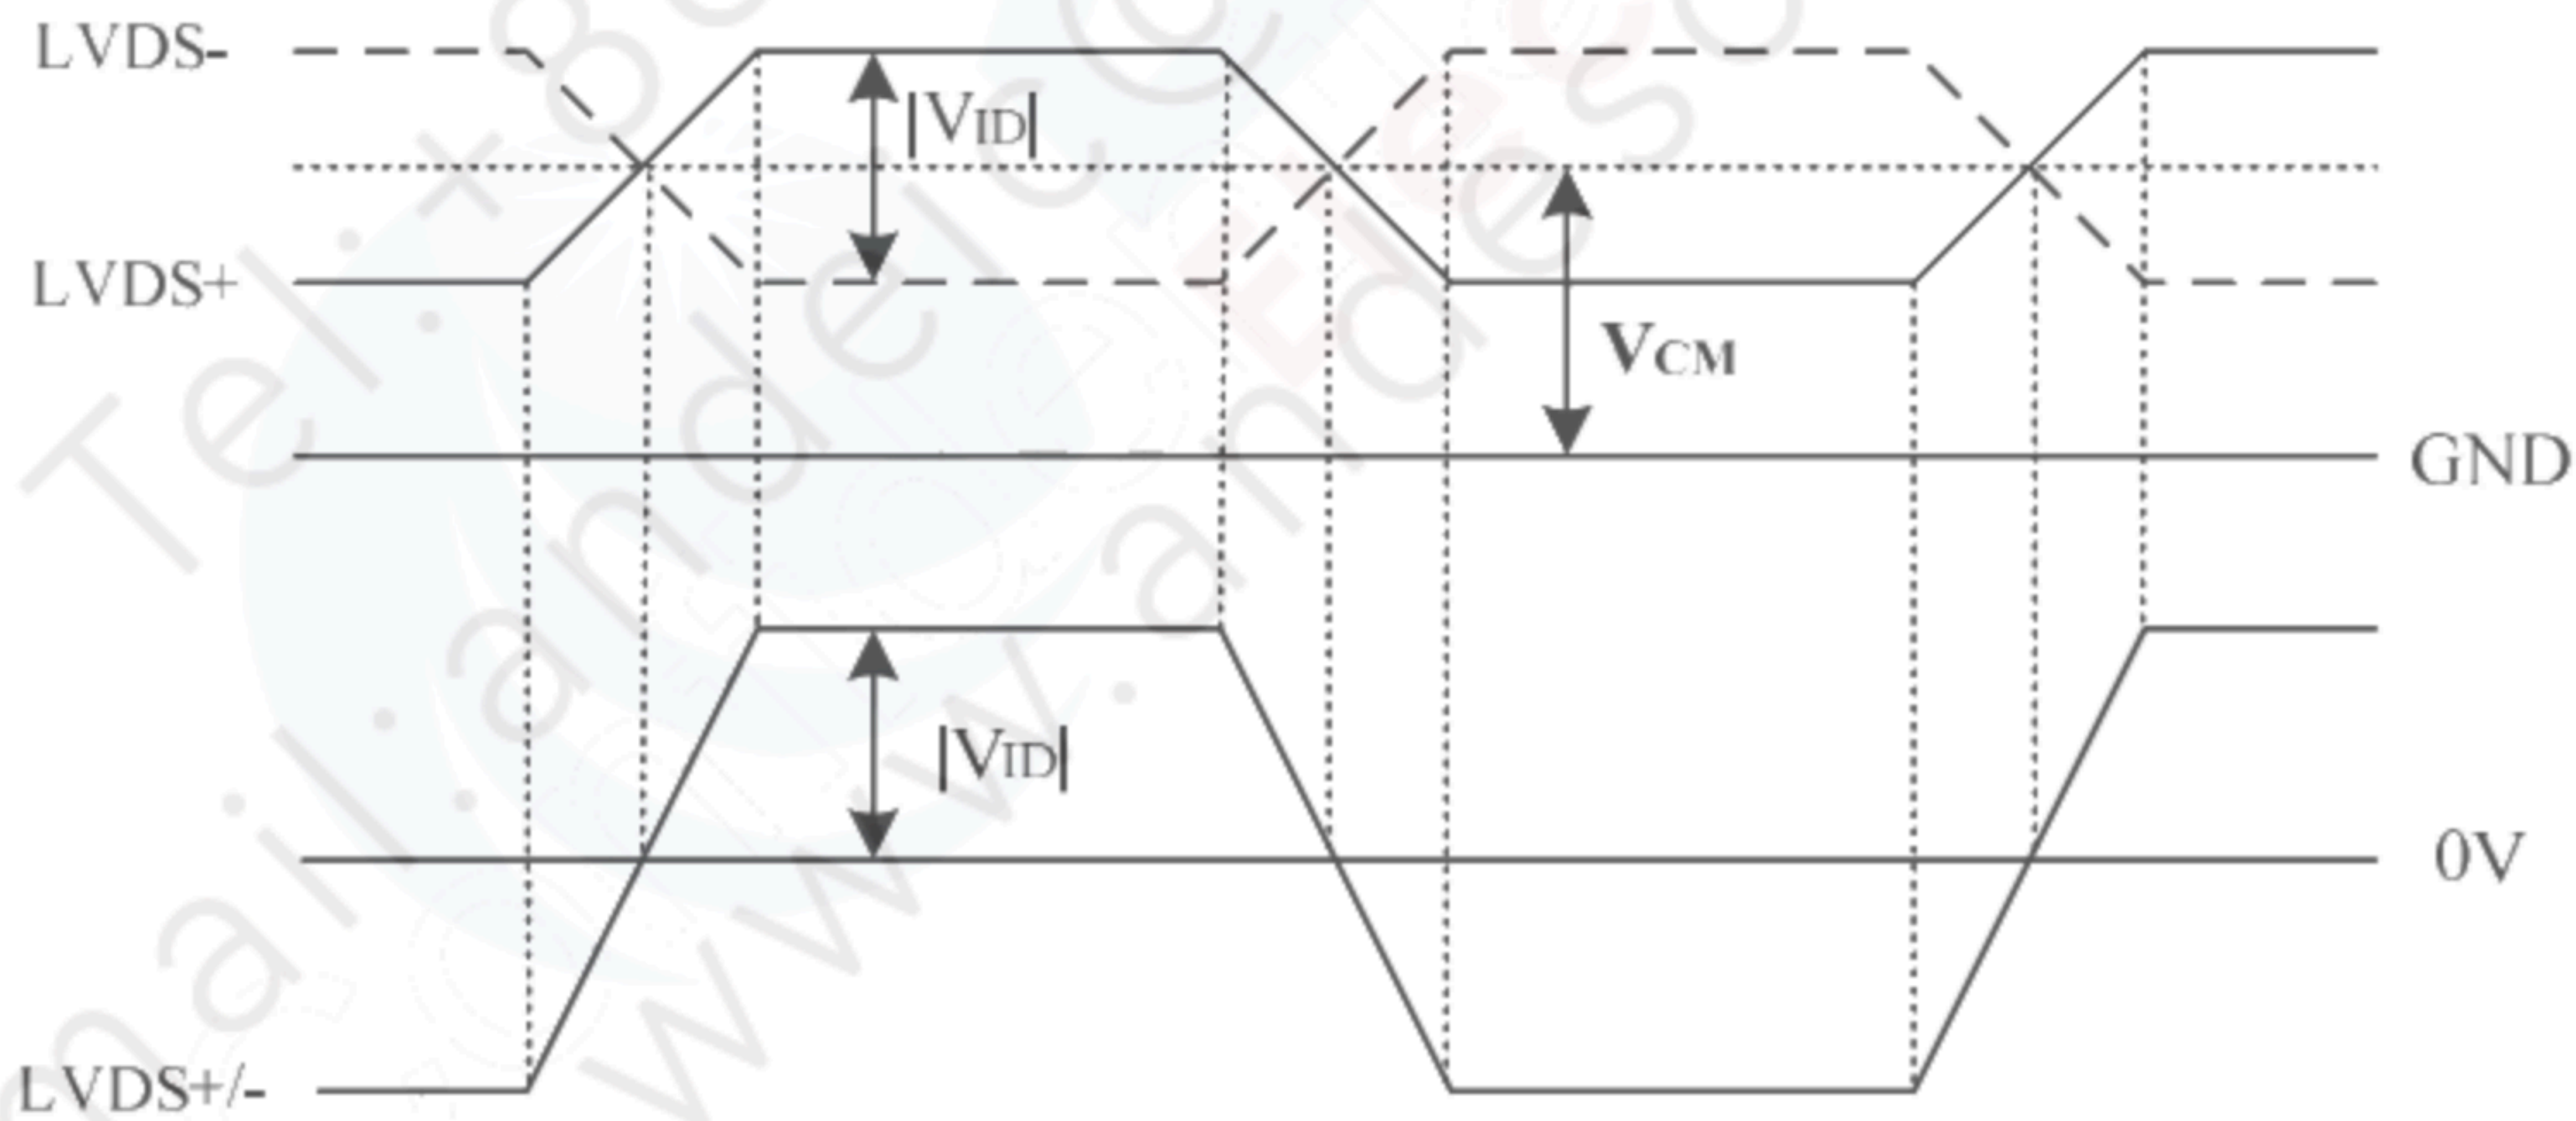 LVDS-
|VID|
LVDS+
VCM
GND
|VID|
0V
LVDS+/-